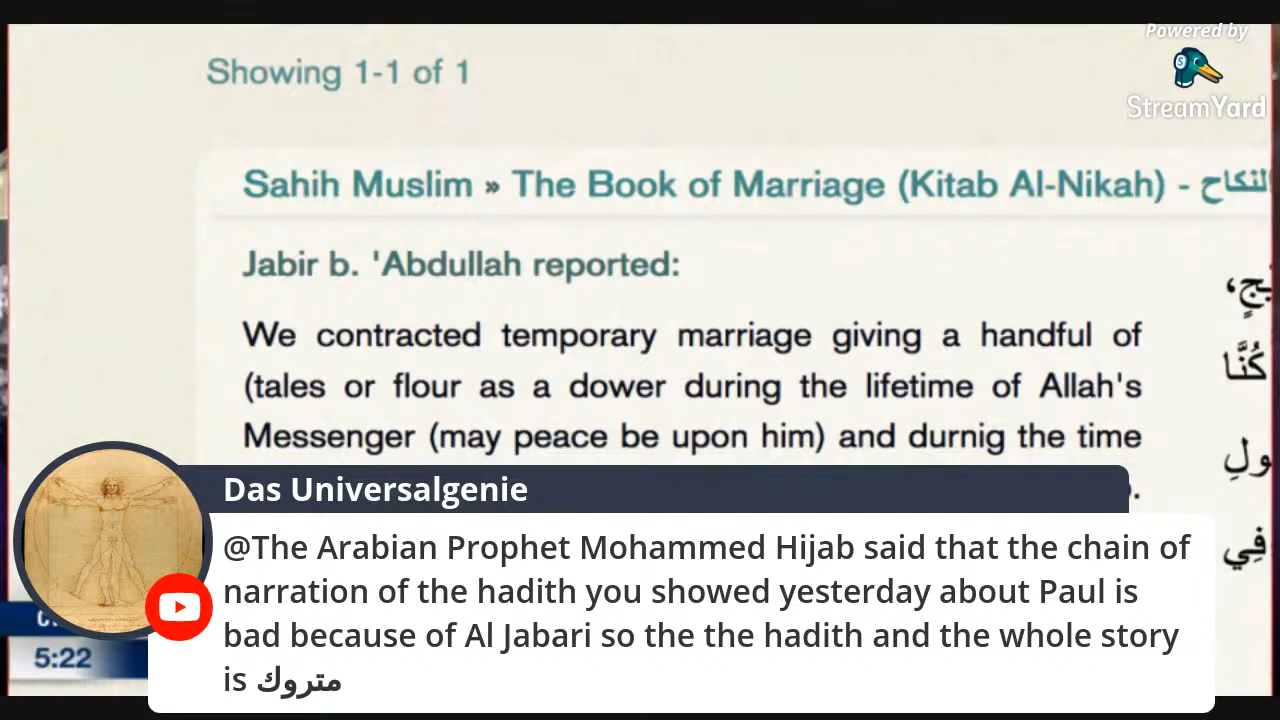 Powered by
StreamYard
Showing 1-1 of 1
Sahih Muslim » The Book of Marriage (Kitab Al-Nikah) - النكاح
Jabir b. 'Abdullah reported:
We contracted temporary marriage giving a handful of
(tales or flour as a dower during the lifetime of Allah's
Messenger (may peace be upon him) and durnig the time
كُنَّا
فِي
Das Universalgenie
@The Arabian Prophet Mohammed Hijab said that the chain of
narration of the hadith you showed yesterday about Paul is
bad because of Al Jabari so the the hadith and the whole story
is متروك
5:22